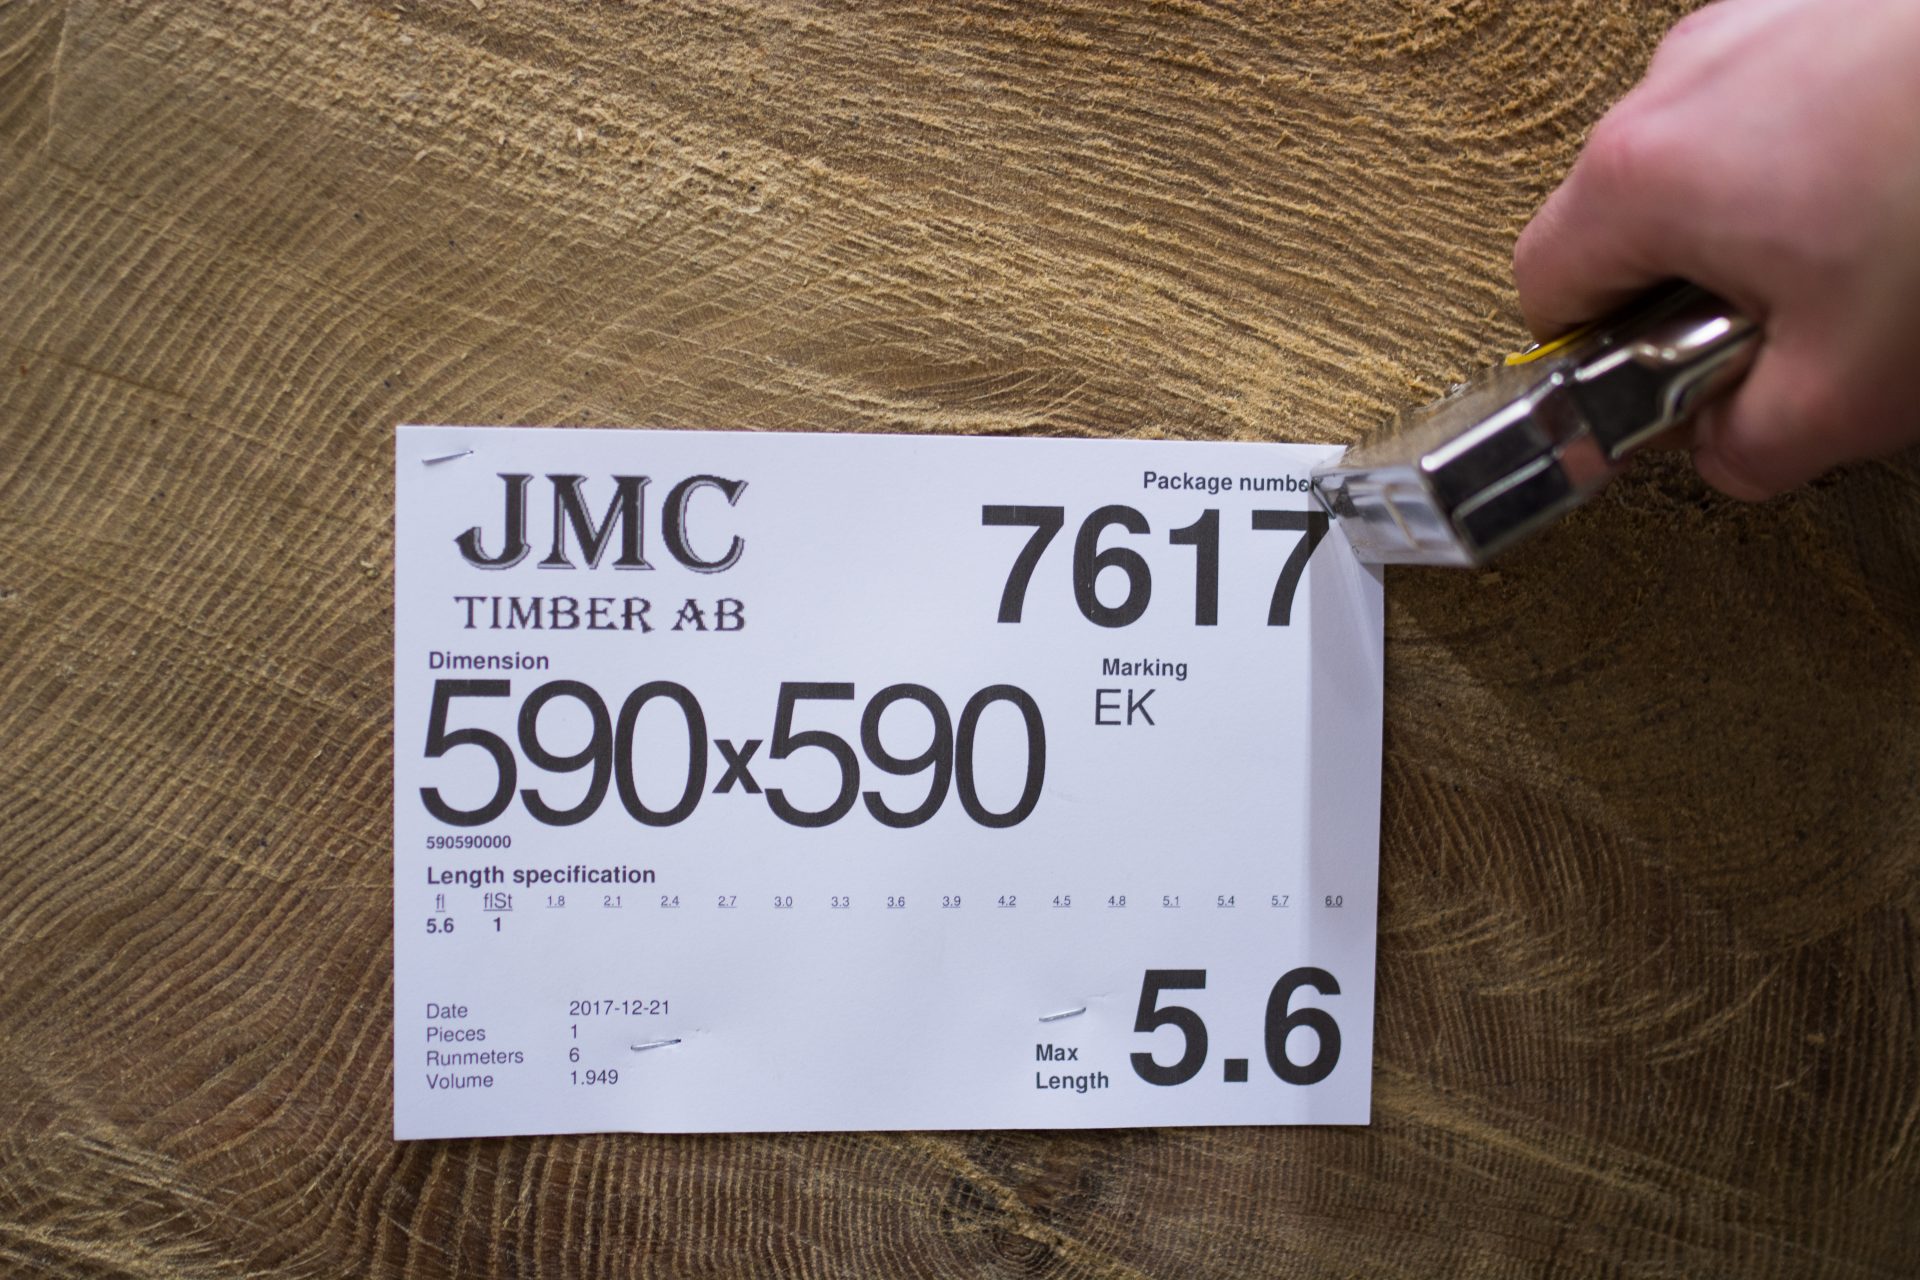 JMC
TIMBER AB
Package number
7617
Dimension
590x590
Marking
EK
590590000
Length specification
fl flSt 1.8 2.1 2.4 2.7 3.0 3.3 3.6 3.9 4.2 4.5 4.8 5.1 5.4 5.7 6.0
5.6 1
Date 2017-12-21
Pieces 1
Runmeters 6
Volume 1.949
Max
Length
5.6